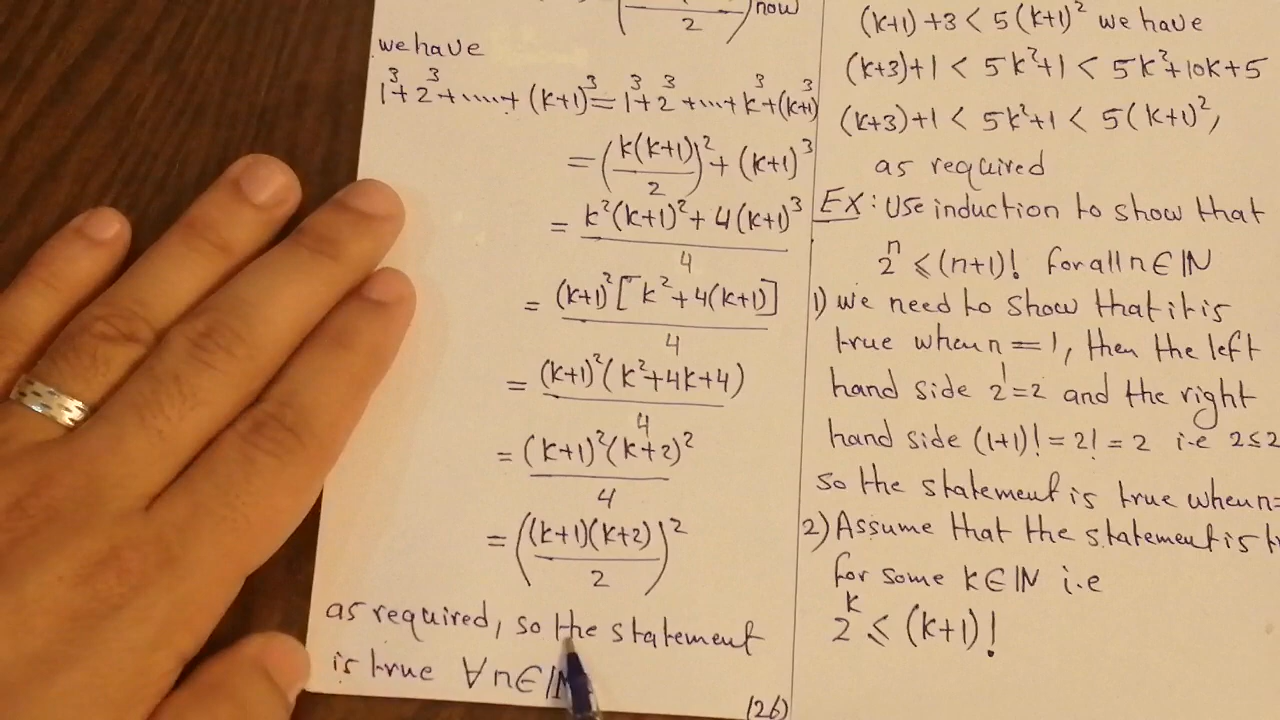 2 now
we have
1³+2³+.....+(k+1)³=1³+2³+...+k³+(k+1)³
=(k(k+1)/2)²+(k+1)³
=k²(k+1)²+4(k+1)³
4
=(k+1)²[k²+4(k+1)]
4
=(k+1)²(k²+4k+4)
4
=(k+1)²(k+2)²
4
=((k+1)(k+2)/2)²
as required, so the statement
is true ∀n∈ℕ
(26)
(k+1)+3<5(k+1)² we have
(k+3)+1<5k²+1<5k²+10k+5
(k+3)+1<5k²+1<5(k+1)²,
as required
EX: Use induction to show that
2ⁿ≤(n+1)! for all n∈ℕ
1) we need to show that it is
true when n=1, then the left
hand side 2¹=2 and the right
hand side (1+1)!=2!=2 i.e 2≤2
so the statement is true when n=
2) Assume that the statement is
for some k∈ℕ i.e
2ᵏ≤(k+1)!